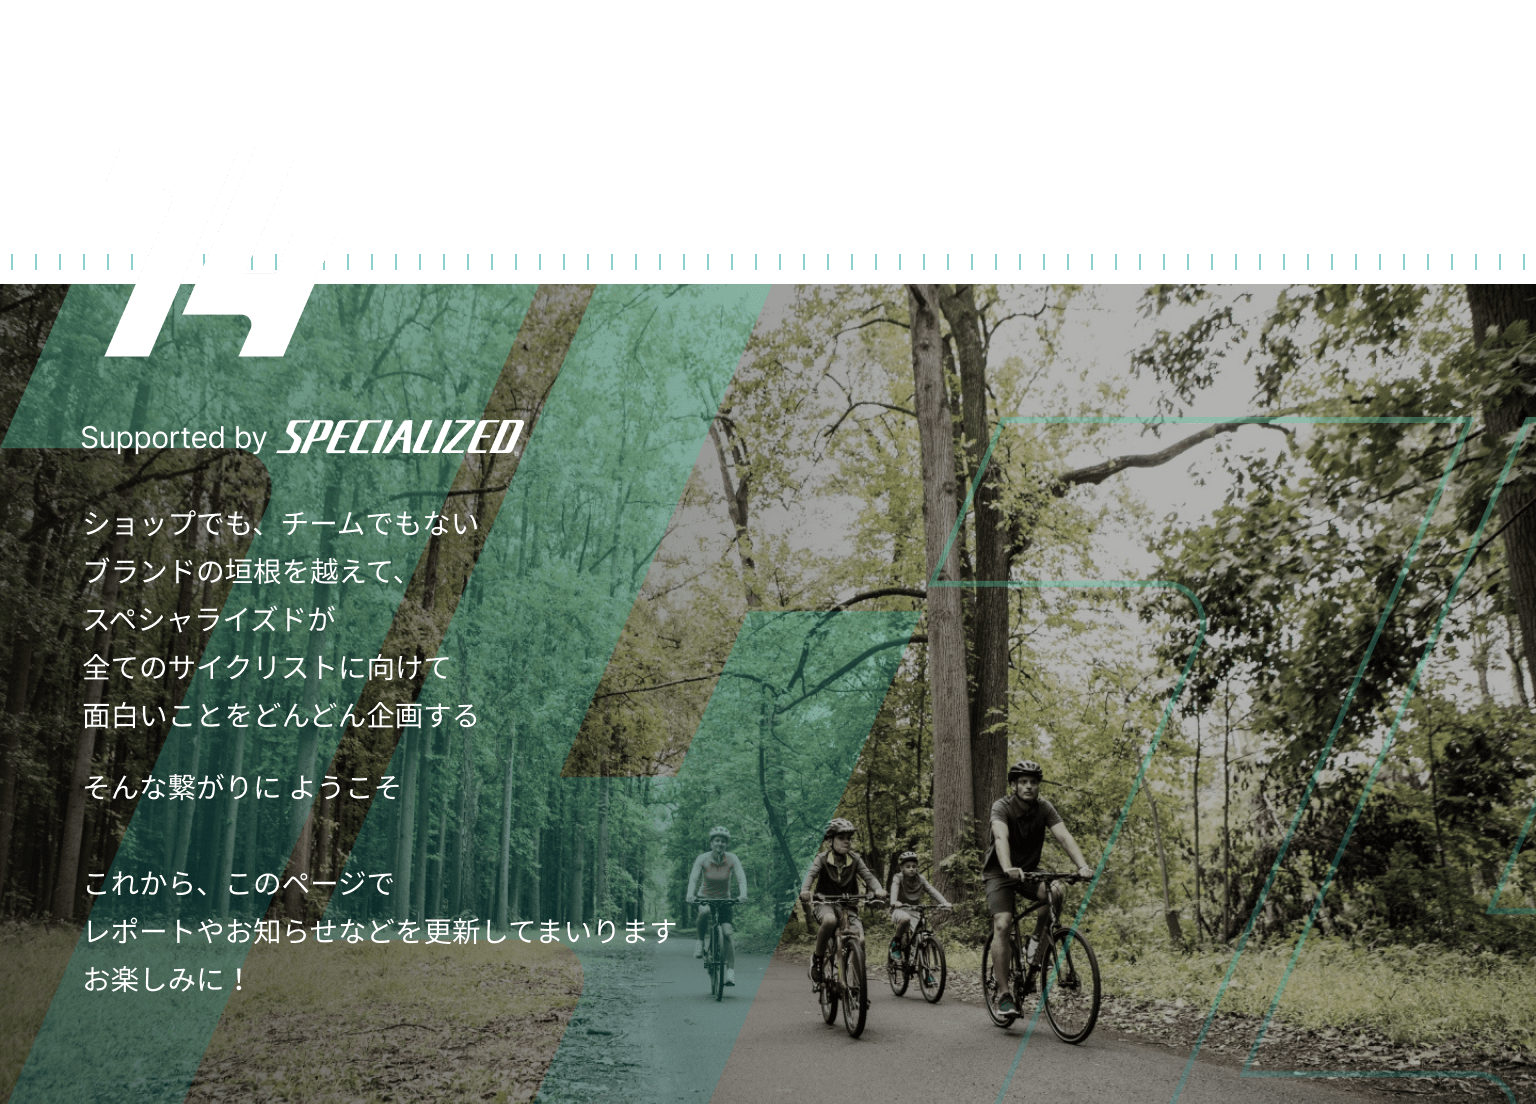 Supported by SPECIALIZED
ショップでも、チームでもない
ブランドの垣根を越えて、
スペシャライズドが
全てのサイクリストに向けて
面白いことをどんどん企画する
そんな繋がりに ようこそ
これから、このページで
レポートやお知らせなどを更新してまいります
お楽しみに！